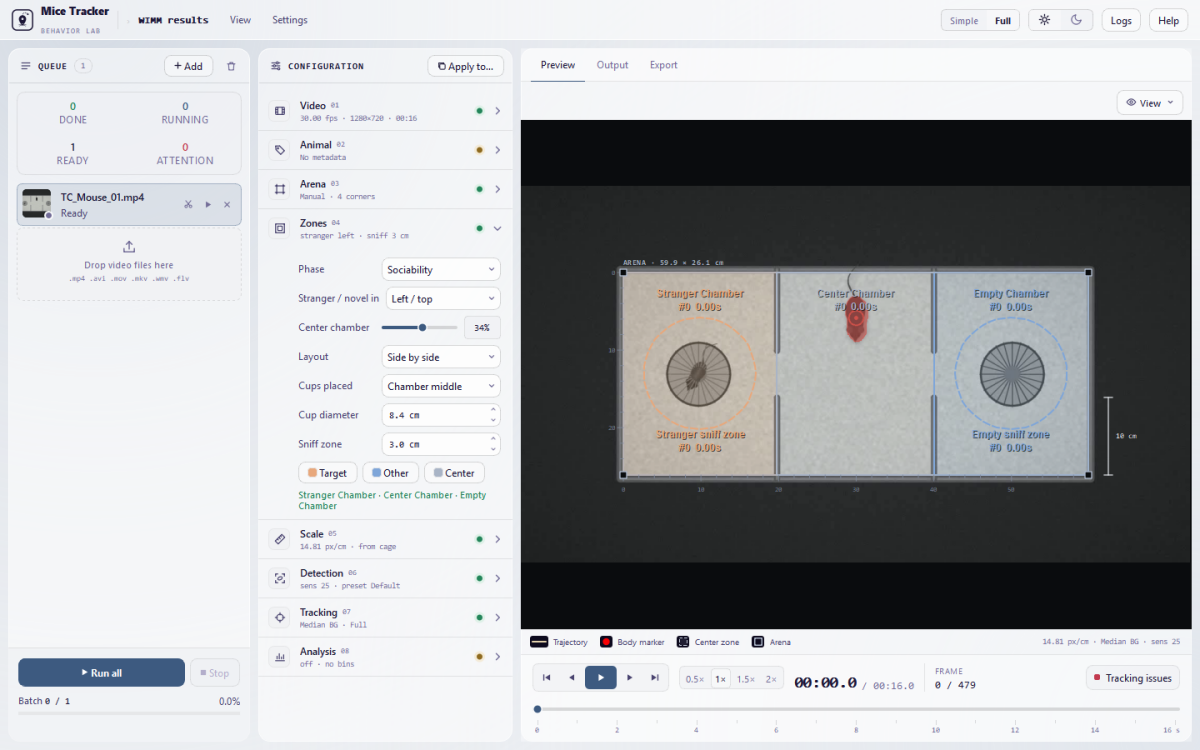 Mice Tracker
BEHAVIOR LAB
WIMM results
View
Settings
Simple
Full
Logs
Help
QUEUE 1
+ Add
0
DONE
0
RUNNING
1
READY
0
ATTENTION
TC_Mouse_01.mp4
Ready
Drop video files here
.mp4 .avi .mov .mkv .wmv .flv
Run all
Stop
Batch 0 / 1
0.0%
CONFIGURATION
Apply to...
Video 01
30.00 fps · 1280×720 · 00:16
Animal 02
No metadata
Arena 03
Manual · 4 corners
Zones 04
stranger left · sniff 3 cm
Phase
Sociability
Stranger / novel in
Left / top
Center chamber
34%
Layout
Side by side
Cups placed
Chamber middle
Cup diameter
8.4 cm
Sniff zone
3.0 cm
Target
Other
Center
Stranger Chamber · Center Chamber · Empty
Chamber
Scale 05
14.81 px/cm · from cage
Detection 06
sens 25 · preset Default
Tracking 07
Median BG · Full
Analysis 08
off · no bins
Preview
Output
Export
View
ARENA · 59.9 × 26.1 cm
0
10
20
Stranger Chamber
#0 0.00s
Center Chamber
#0 0.00s
Empty Chamber
#0 0.00s
Stranger sniff zone
#0 0.00s
Empty sniff zone
#0 0.00s
10 cm
0 10 20 30 40 50
Trajectory
Body marker
Center zone
Arena
14.81 px/cm · Median BG · sens 25
0.5×
1×
1.5×
2×
00:00.0 / 00:16.0
FRAME
0 / 479
Tracking issues
0 2 4 6 8 10 12 14 16 s